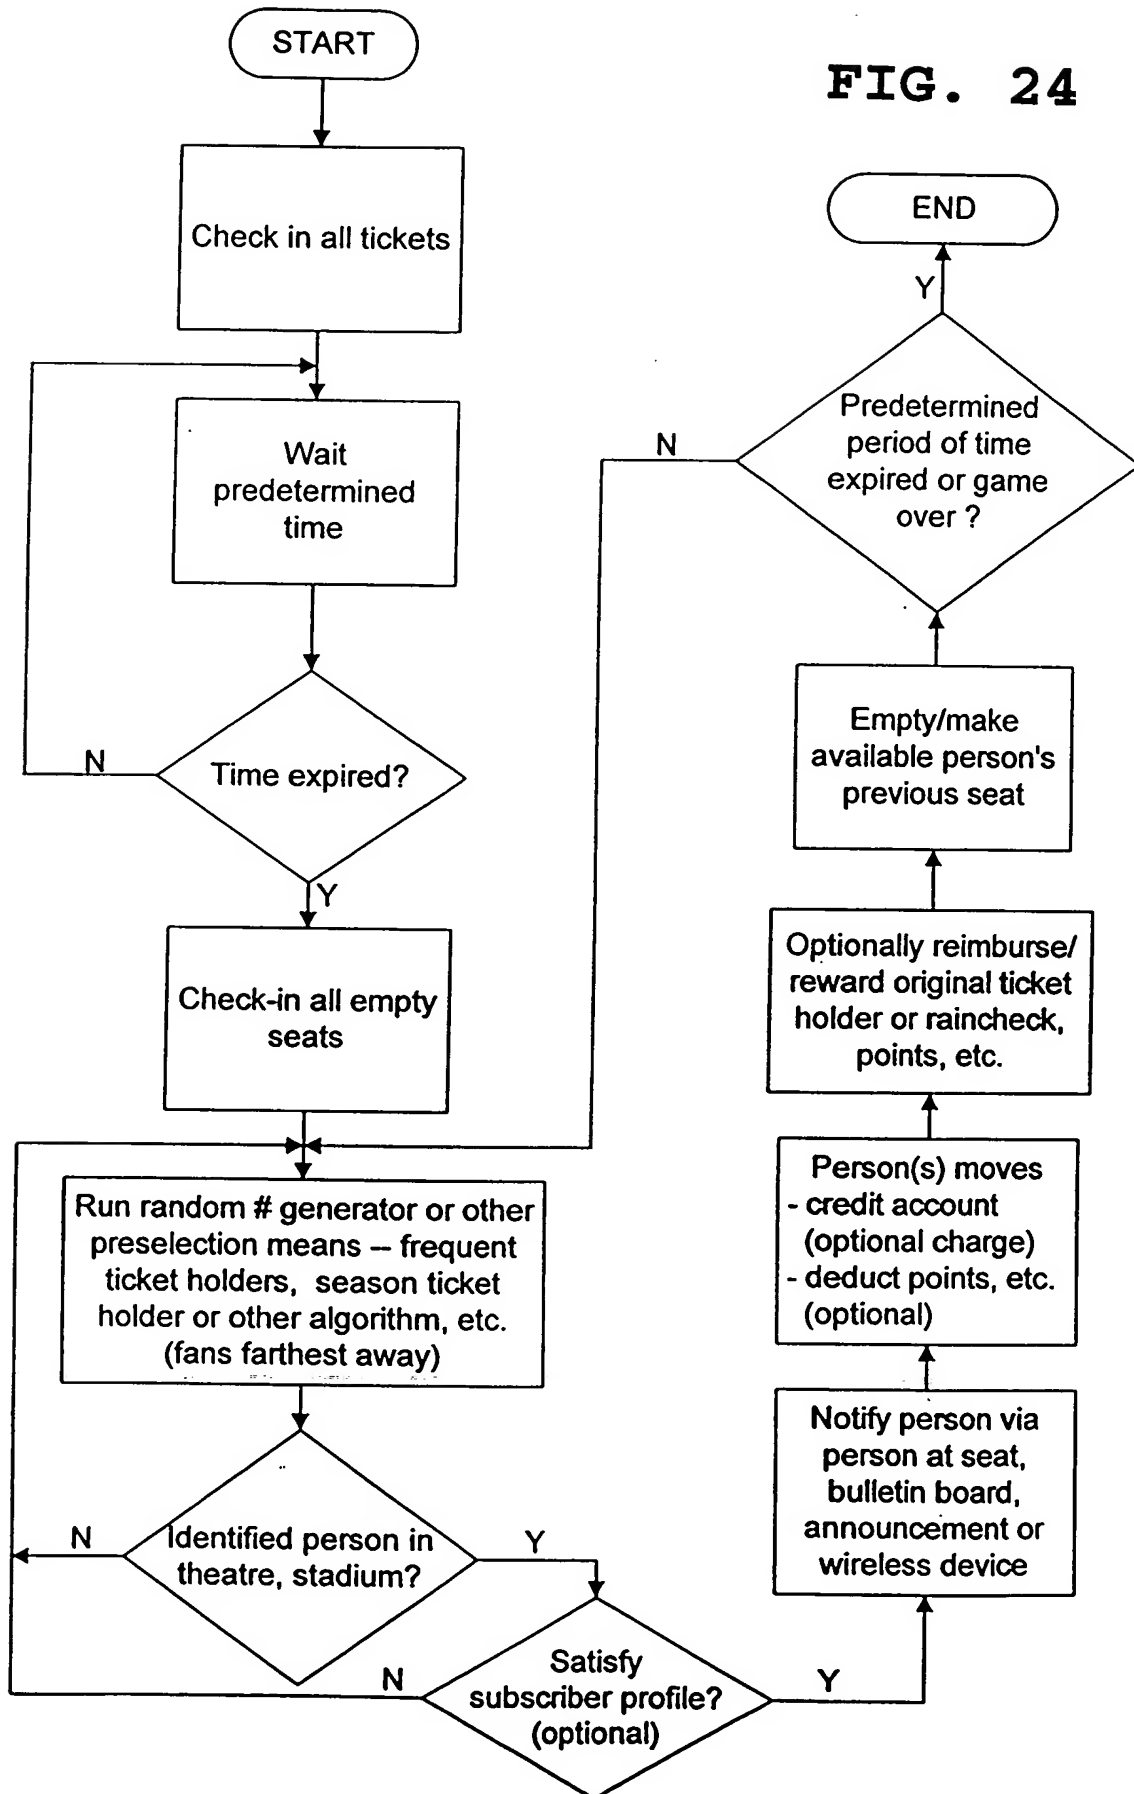 START
FIG. 24
Check in all tickets
Wait
predetermined
time
Time expired?
N
Y
Check-in all empty
seats
Run random # generator or other
preselection means – frequent
ticket holders, season ticket
holder or other algorithm, etc.
(fans farthest away)
Identified person in
theatre, stadium?
N
Y
Satisfy
subscriber profile?
(optional)
N
Y
Notify person via
person at seat,
bulletin board,
announcement or
wireless device
Person(s) moves
- credit account
(optional charge)
- deduct points, etc.
(optional)
Optionally reimburse/
reward original ticket
holder or raincheck,
points, etc.
Empty/make
available person's
previous seat
Predetermined
period of time
expired or game
over ?
N
Y
END